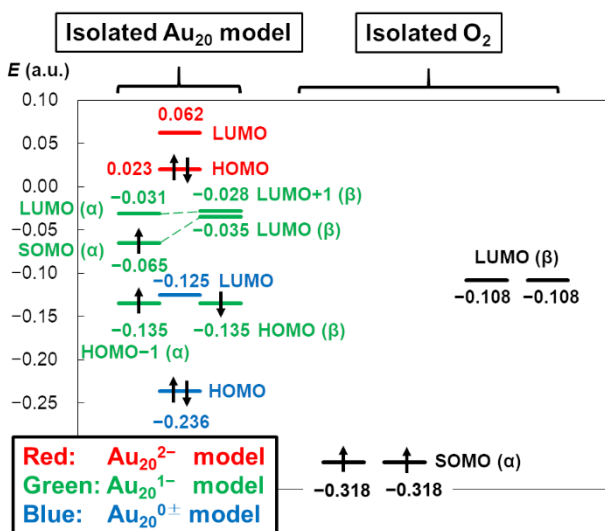 Isolated Au20 model
Isolated O2
E (a.u.)
0.10
0.062
0.05
LUMO
0.023
HOMO
0.00
−0.031
−0.028
LUMO+1 (β)
LUMO (α)
−0.035
LUMO (β)
−0.05
SOMO (α)
−0.065
−0.10
−0.125
LUMO
LUMO (β)
−0.108
−0.108
−0.15
−0.135
−0.135
HOMO (β)
HOMO−1 (α)
−0.20
HOMO
−0.25
−0.236
Red: Au20 2− model
Green: Au20 1− model
Blue: Au20 0± model
SOMO (α)
−0.318
−0.318